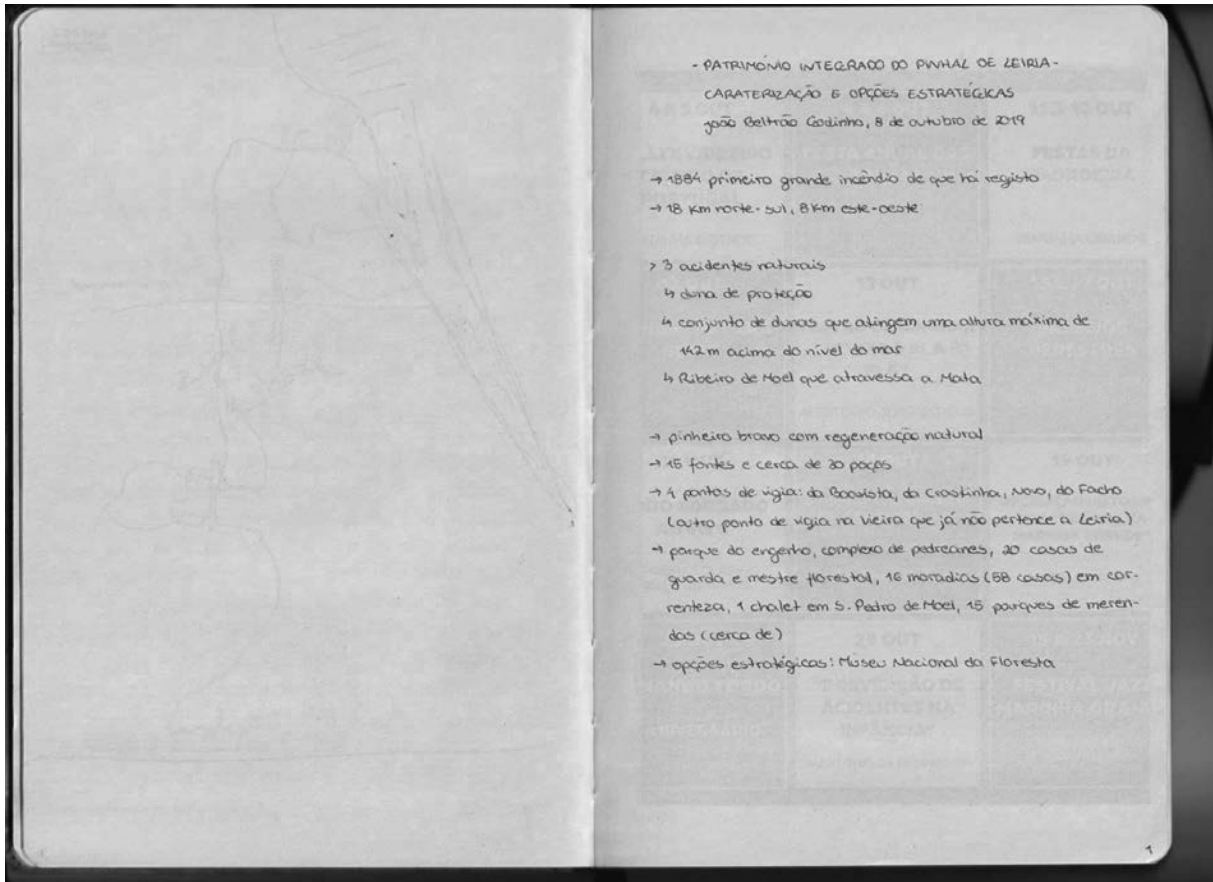 - PATRIMÓNIO INTEGRADO DO PINHAL DE LEIRIA -
CARATERIZAÇÃO E OPÇÕES ESTRATÉGICAS
João Beltrão Godinho, 8 de outubro de 2019
→ 1884 primeiro grande incêndio de que há registo
→ 18 km norte-sul, 8 km este-oeste
> 3 acidentes naturais
↳ duna de proteção
↳ conjunto de dunas que atingem uma altura máxima de
142 m acima do nível do mar
↳ Ribeiro de Moel que atravessa a Mata
→ pinheiro bravo com regeneração natural
→ 15 fontes e cerca de 30 poços
→ 4 pontos de vigia: da Boavista, da Crastinha, Novo, do Facho
(outro ponto de vigia na Vieira que já não pertence a Leiria)
→ parque do engenho, complexo de pedreanes, 20 casas de
guarda e mestre florestal, 16 moradias (58 casas) em cor-
renteza, 1 chalet em S. Pedro de Moel, 15 parques de meren-
das (cerca de)
→ opções estratégicas: Museu Nacional da Floresta
1